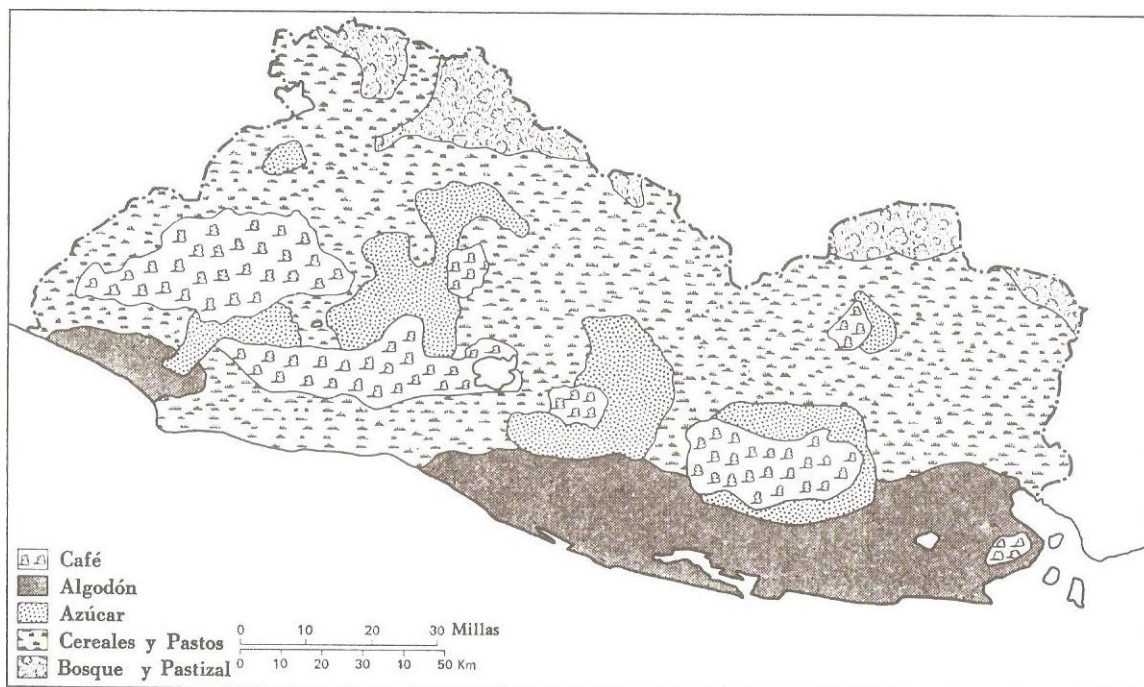 Café
Algodón
Azúcar
Cereales y Pastos
Bosque y Pastizal
0 10 20 30 Millas
0 10 20 30 40 50 Km